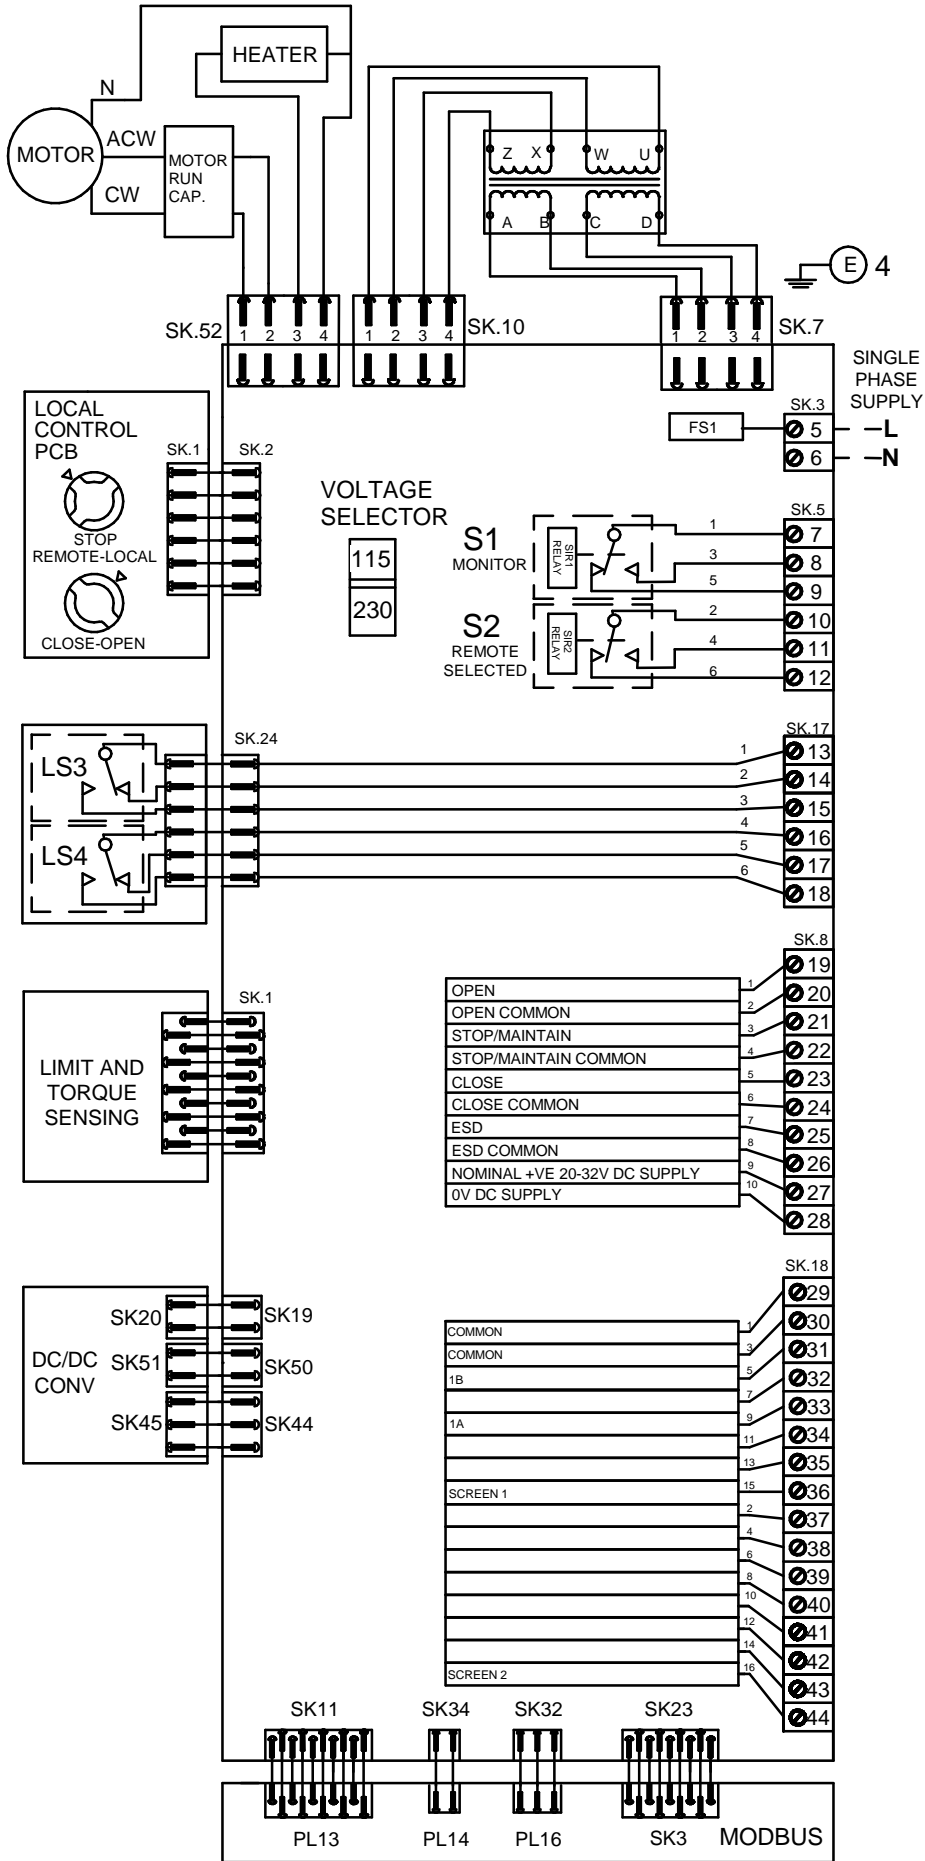 HEATER
N
ACW
MOTOR
MOTOR
RUN
CAP.
CW
Z X W U
A B C D
E 4
SK.52
1 2 3 4
1 2 3 4
SK.10
1 2 3 4
SK.7
SINGLE
PHASE
SUPPLY
LOCAL
CONTROL
PCB
STOP
REMOTE-LOCAL
CLOSE-OPEN
SK.1
SK.2
VOLTAGE
SELECTOR
115
230
FS1
SK.3
5 L
6 N
SK.5
S1
MONITOR
SIR1
RELAY
1 7
3 8
5 9
S2
REMOTE
SELECTED
SIR2
RELAY
2 10
4 11
6 12
LS3
LS4
SK.24
SK.17
1 13
2 14
3 15
4 16
5 17
6 18
LIMIT AND
TORQUE
SENSING
SK.1
SK.8
OPEN 1 19
OPEN COMMON 2 20
STOP/MAINTAIN 3 21
STOP/MAINTAIN COMMON 4 22
CLOSE 5 23
CLOSE COMMON 6 24
ESD 7 25
ESD COMMON 8 26
NOMINAL +VE 20-32V DC SUPPLY 9 27
0V DC SUPPLY 10 28
DC/DC
CONV
SK20
SK19
SK51
SK50
SK45
SK44
SK.18
COMMON 1 29
COMMON 3 30
1B 5 31
7 32
1A 9 33
11 34
13 35
SCREEN 1 15 36
2 37
4 38
6 39
8 40
10 41
12 42
14 43
SCREEN 2 16 44
SK11
SK34
SK32
SK23
PL13
PL14
PL16
SK3
MODBUS